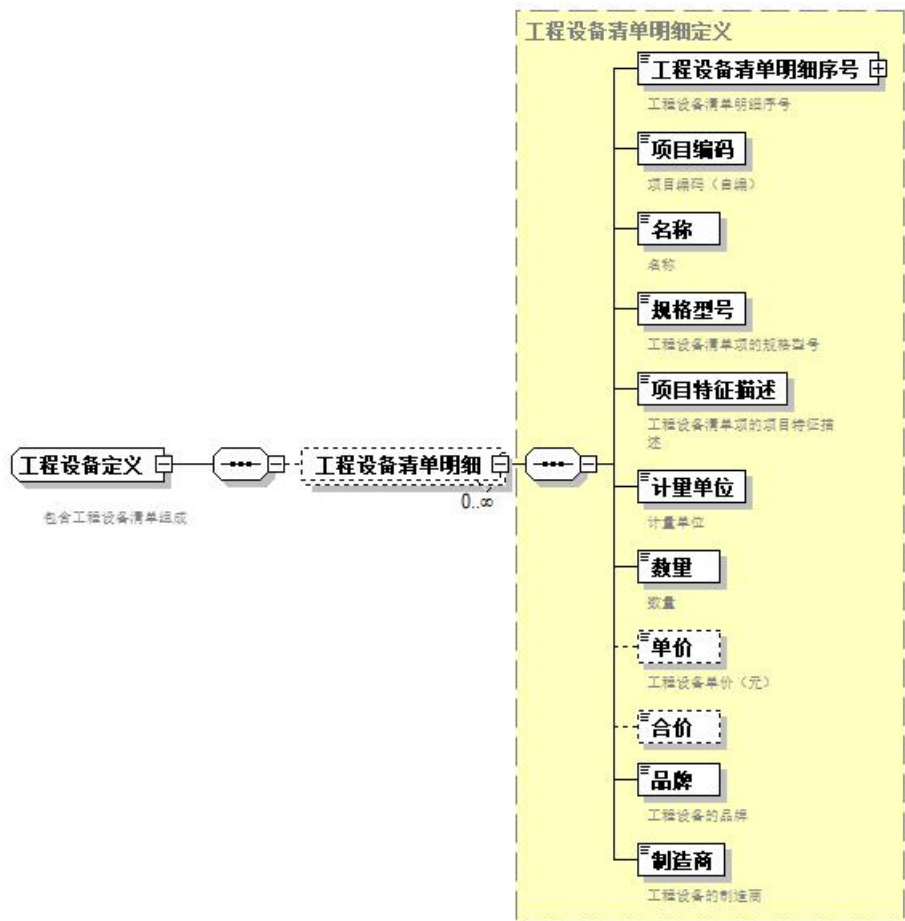 工程设备清单明细定义
工程设备清单明细序号
工程设备清单明细序号
项目编码
项目编码（自编）
名称
名称
规格型号
工程设备清单项的规格型号
项目特征描述
工程设备清单项的项目特征描
述
工程设备定义
包含工程设备清单组成
工程设备清单明细
0..∞
计量单位
计量单位
数量
数量
单价
工程设备单价（元）
合价
品牌
工程设备的品牌
制造商
工程设备的制造商